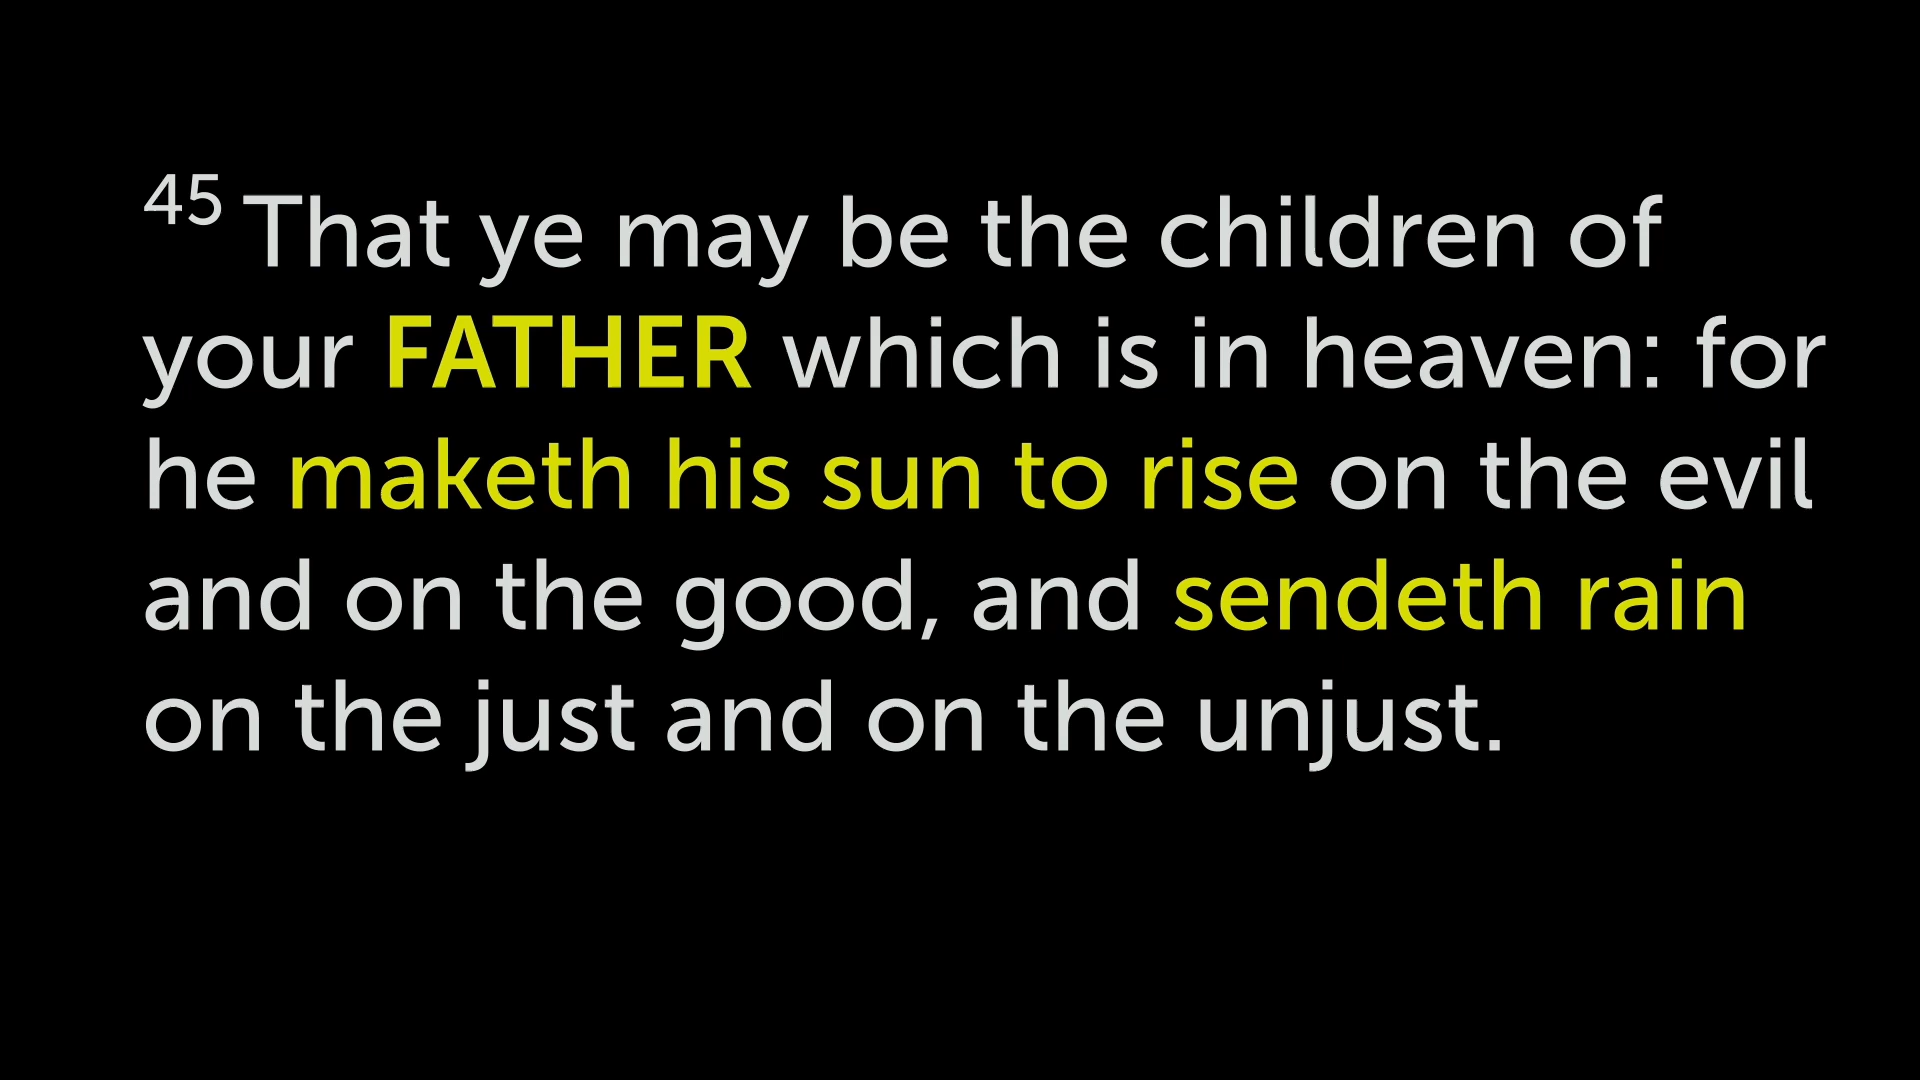 45 That ye may be the children of
your FATHER which is in heaven: for
he maketh his sun to rise on the evil
and on the good, and sendeth rain
on the just and on the unjust.